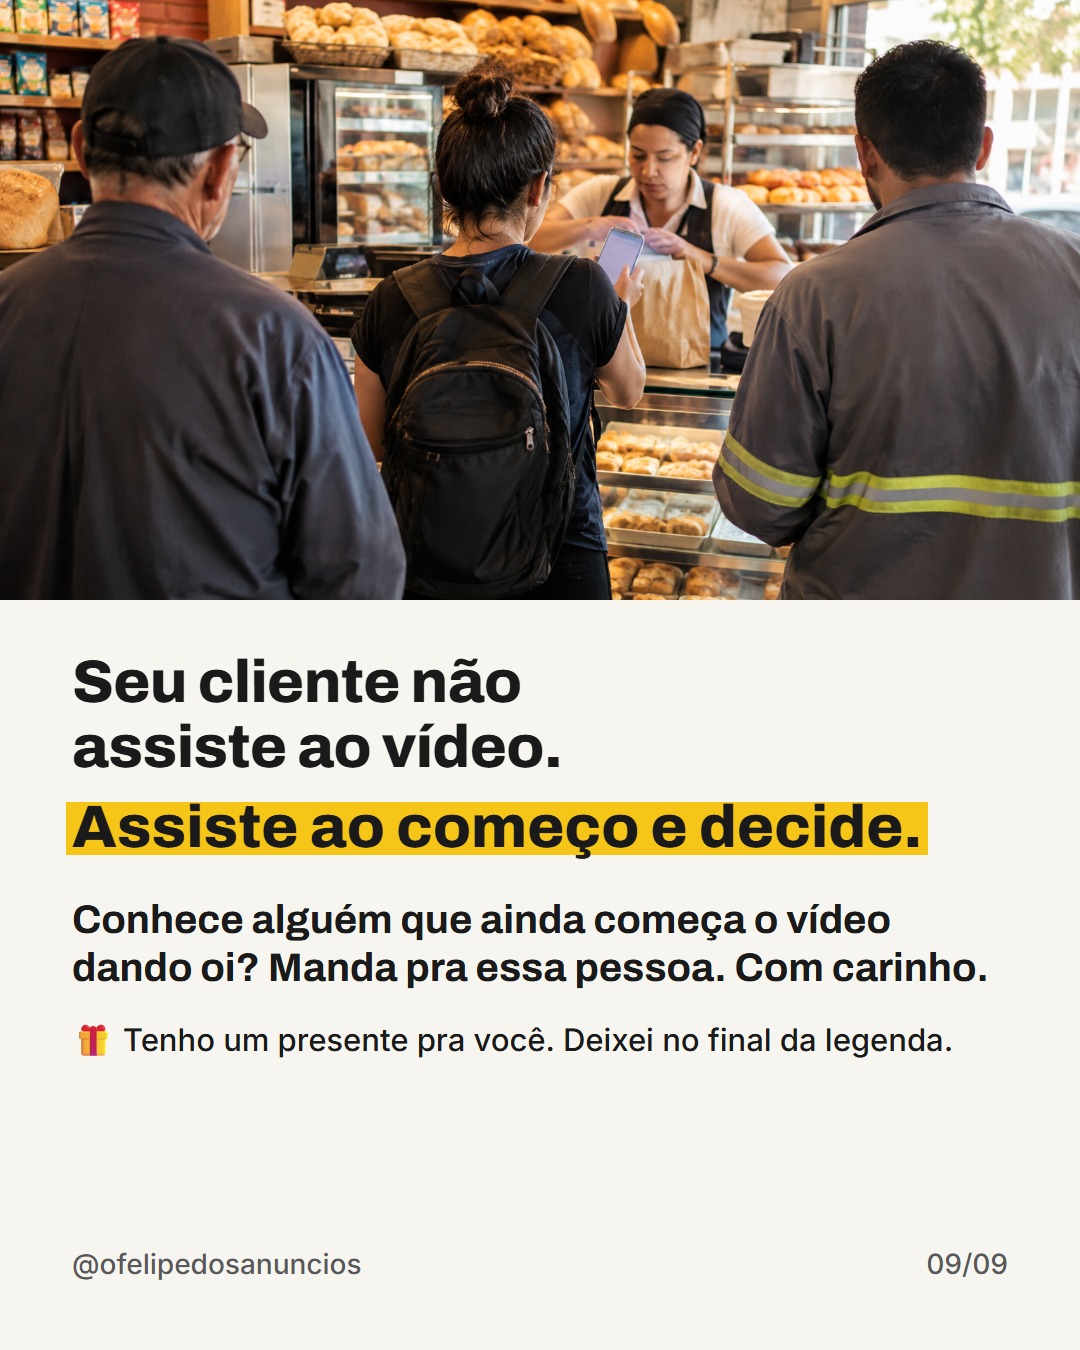 Seu cliente não
assiste ao vídeo.
Assiste ao começo e decide.
Conhece alguém que ainda começa o vídeo
dando oi? Manda pra essa pessoa. Com carinho.
🎁 Tenho um presente pra você. Deixei no final da legenda.
@ofelipedosanuncios
09/09